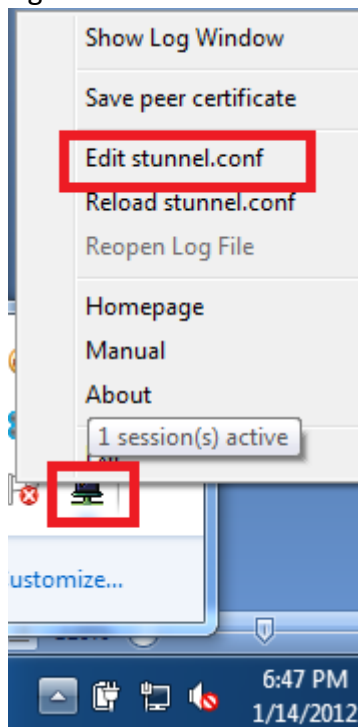 Show Log Window
Save peer certificate
Edit stunnel.conf
Reload stunnel.conf
Reopen Log File
Homepage
Manual
About
1 session(s) active
ustomize...
6:47 PM
1/14/2012